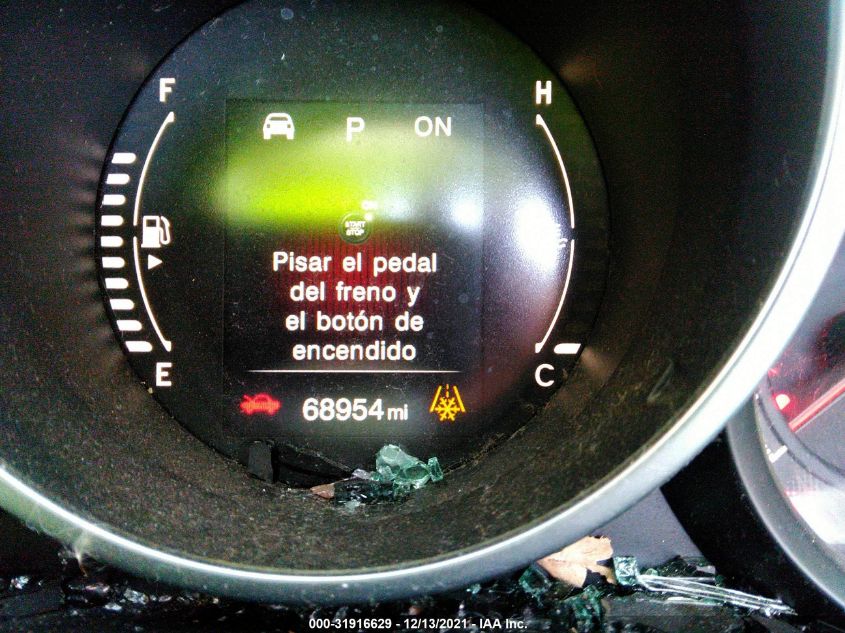 F
H
P ON
START
STOP
Pisar el pedal
del freno y
el botón de
encendido
E
C
68954 mi
000-31916629 - 12/13/2021 - IAA Inc.